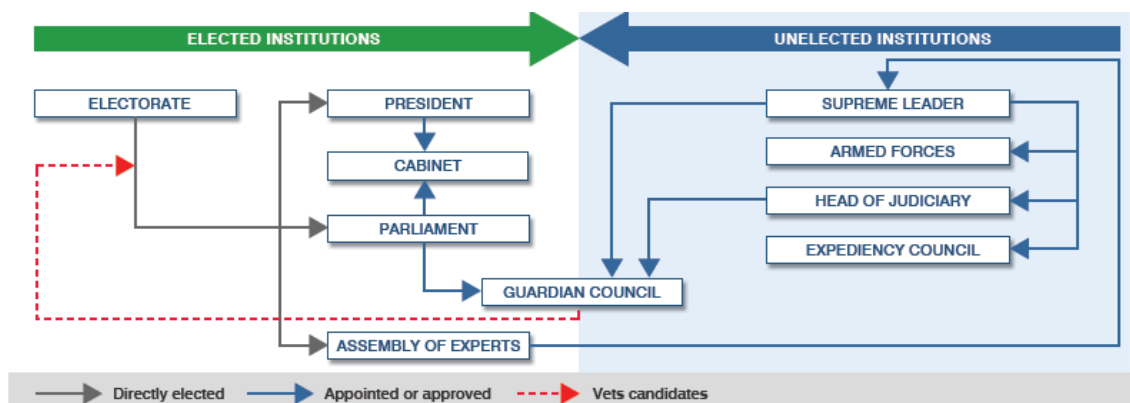 ELECTED INSTITUTIONS
UNELECTED INSTITUTIONS
ELECTORATE
PRESIDENT
SUPREME LEADER
CABINET
ARMED FORCES
PARLIAMENT
HEAD OF JUDICIARY
EXPEDIENCY COUNCIL
GUARDIAN COUNCIL
ASSEMBLY OF EXPERTS
Directly elected
Appointed or approved
Vets candidates